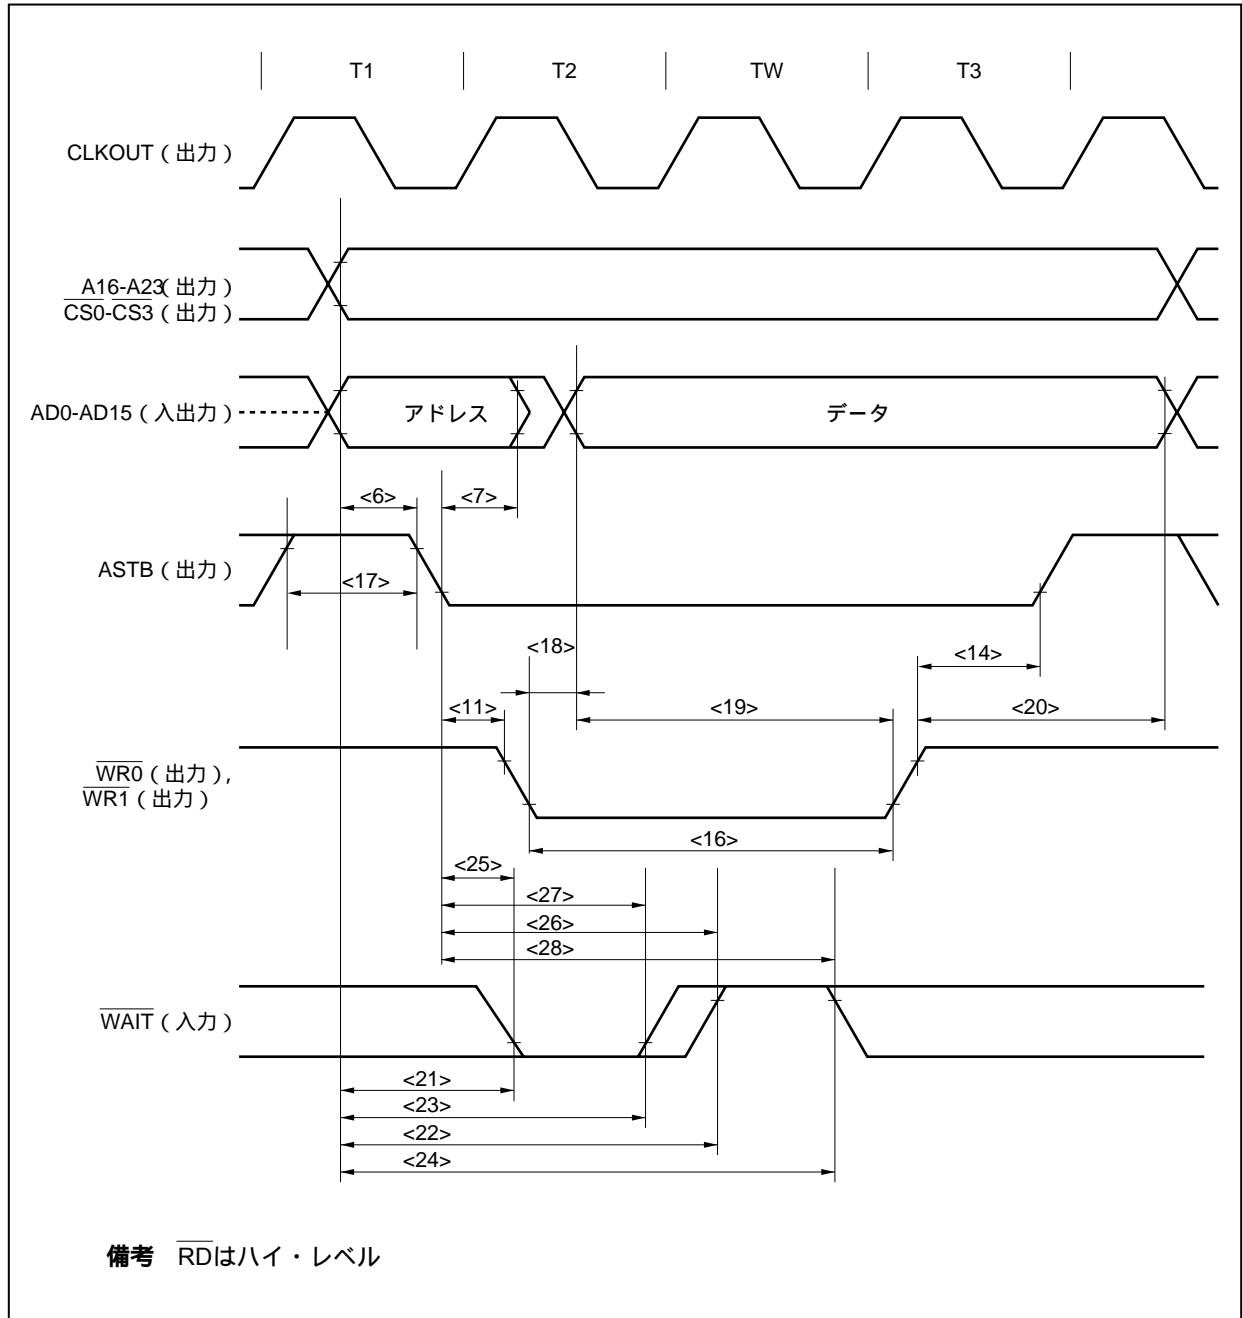 T1 T2 TW T3
CLKOUT（出力）
A16-A23（出力）
CS0-CS3（出力）
AD0-AD15（入出力）
アドレス データ
<6> <7>
ASTB（出力）
<17>
<18>
<14>
<11> <19> <20>
WR0（出力）,
WR1（出力）
<16>
<25>
<27>
<26>
<28>
WAIT（入力）
<21>
<23>
<22>
<24>
備考 RDはハイ・レベル